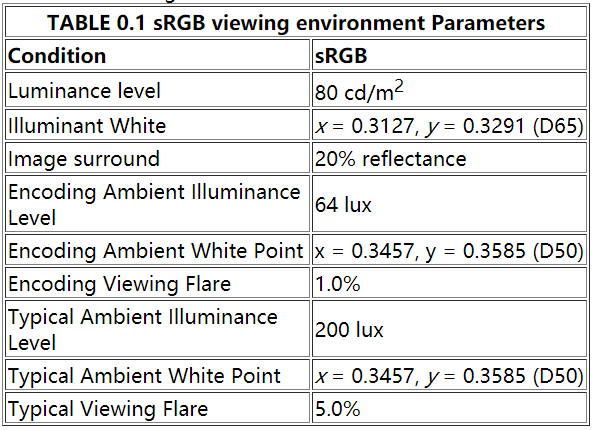 TABLE 0.1 sRGB viewing environment Parameters
Condition sRGB
Luminance level 80 cd/m2
Illuminant White x = 0.3127, y = 0.3291 (D65)
Image surround 20% reflectance
Encoding Ambient Illuminance
Level 64 lux
Encoding Ambient White Point x = 0.3457, y = 0.3585 (D50)
Encoding Viewing Flare 1.0%
Typical Ambient Illuminance
Level 200 lux
Typical Ambient White Point x = 0.3457, y = 0.3585 (D50)
Typical Viewing Flare 5.0%